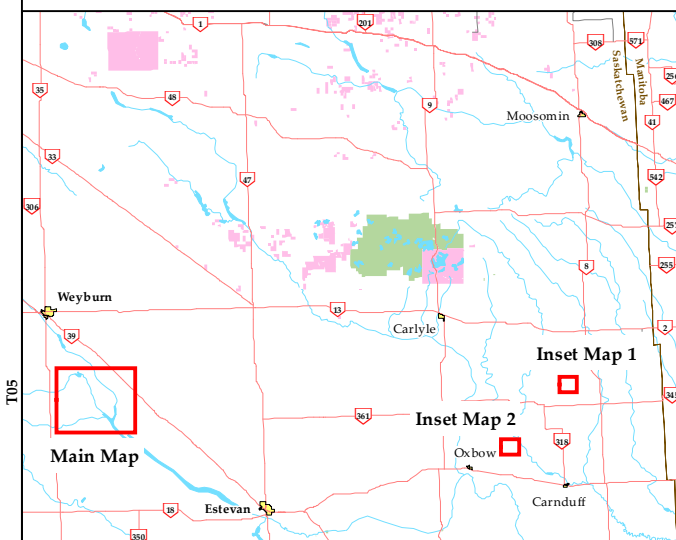 1
201
308
571
Manitoba
Saskatchewan
35
48
9
467
41
Moosomin
33
47
542
306
8
255
Weyburn
13
2
39
Carlyle
Inset Map 1
T05
361
Inset Map 2
318
Main Map
Oxbow
Carnduff
18
Estevan
350